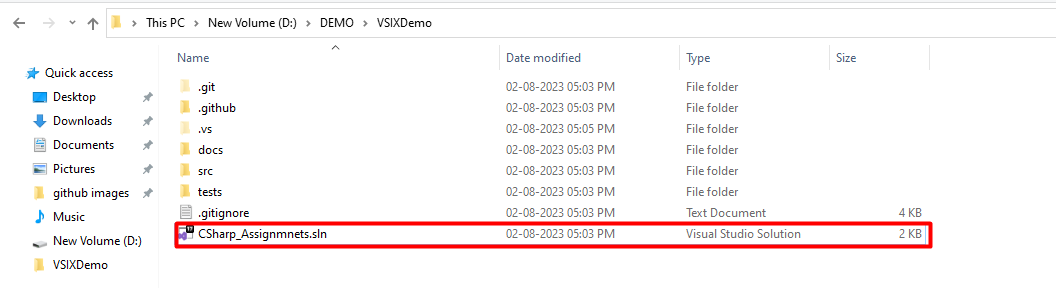 This PC > New Volume (D:) > DEMO > VSIXDemo
Name Date modified Type Size
Quick access
Desktop
Downloads
Documents
Pictures
github images
Music
New Volume (D:)
VSIXDemo
.git 02-08-2023 05:03 PM File folder
.github 02-08-2023 05:03 PM File folder
.vs 02-08-2023 05:05 PM File folder
docs 02-08-2023 05:03 PM File folder
src 02-08-2023 05:03 PM File folder
tests 02-08-2023 05:03 PM File folder
.gitignore 02-08-2023 05:03 PM Text Document 4 KB
CSharp_Assignmnets.sln 02-08-2023 05:03 PM Visual Studio Solution 2 KB